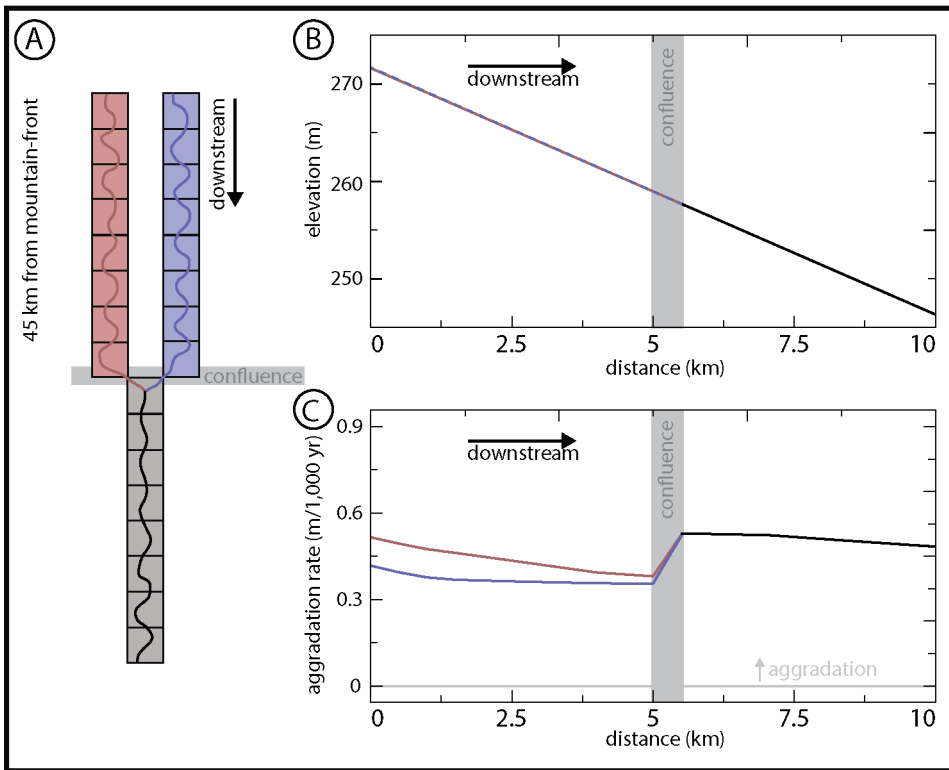 A
45 km from mountain-front
downstream
confluence
B
elevation (m)
270
260
250
downstream
confluence
0
2.5
5
7.5
10
distance (km)
C
aggradation rate (m/1,000 yr)
0.9
0.6
0.3
0
downstream
confluence
aggradation
0
2.5
5
7.5
10
distance (km)